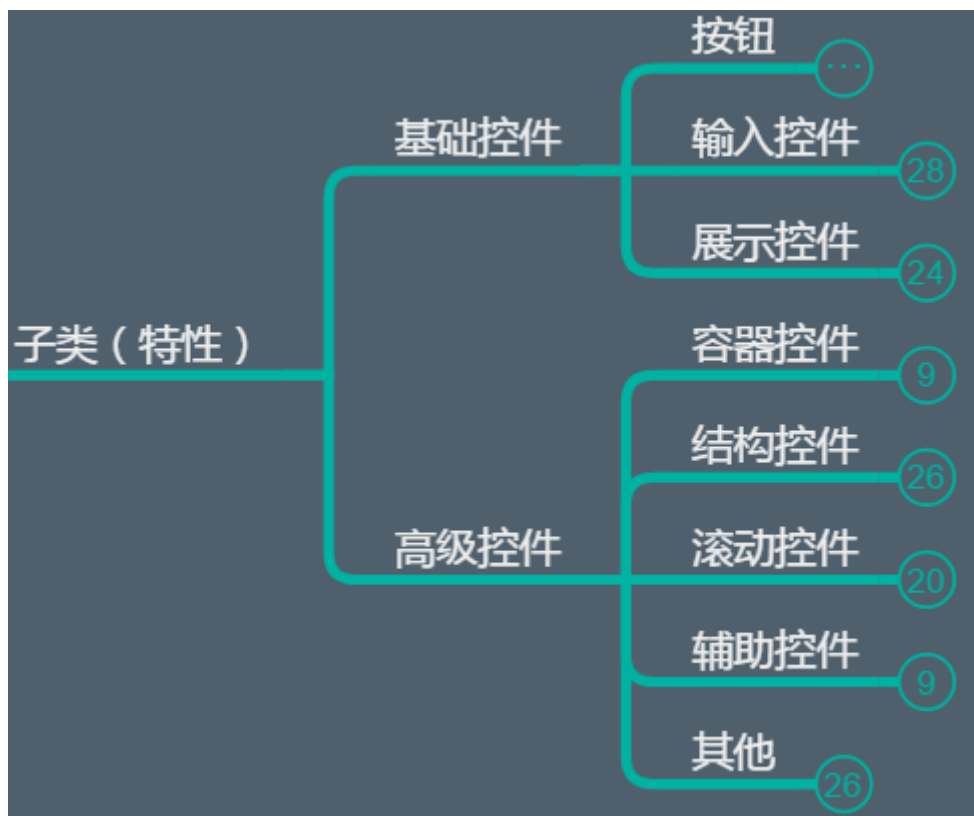 按钮
...
基础控件
输入控件
28
展示控件
24
子类（特性）
容器控件
9
结构控件
26
高级控件
滚动控件
20
辅助控件
9
其他
26